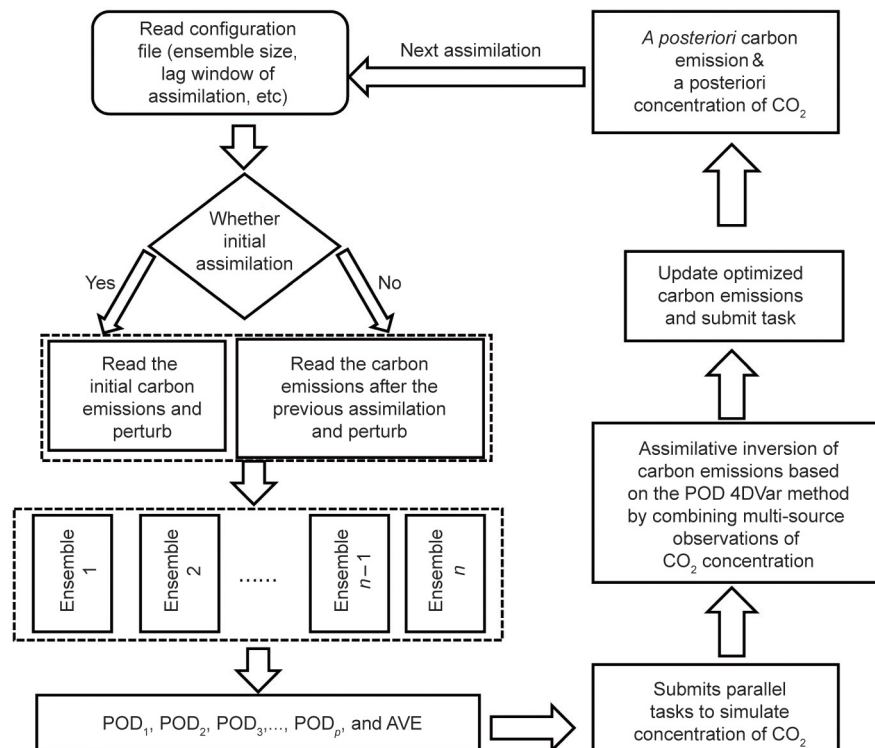 Read configuration
file (ensemble size,
lag window of
assimilation, etc)
Next assimilation
A posteriori carbon
emission &
a posteriori
concentration of CO₂
Whether
initial
assimilation
Yes
No
Read the
initial carbon
emissions and
perturb
Read the carbon
emissions after the
previous assimilation
and perturb
Ensemble
1
Ensemble
2
......
Ensemble
n−1
Ensemble
n
POD₁, POD₂, POD₃,..., PODₚ, and AVE
Submits parallel
tasks to simulate
concentration of CO₂
Assimilative inversion of
carbon emissions based
on the POD 4DVar method
by combining multi-source
observations of
CO₂ concentration
Update optimized
carbon emissions
and submit task